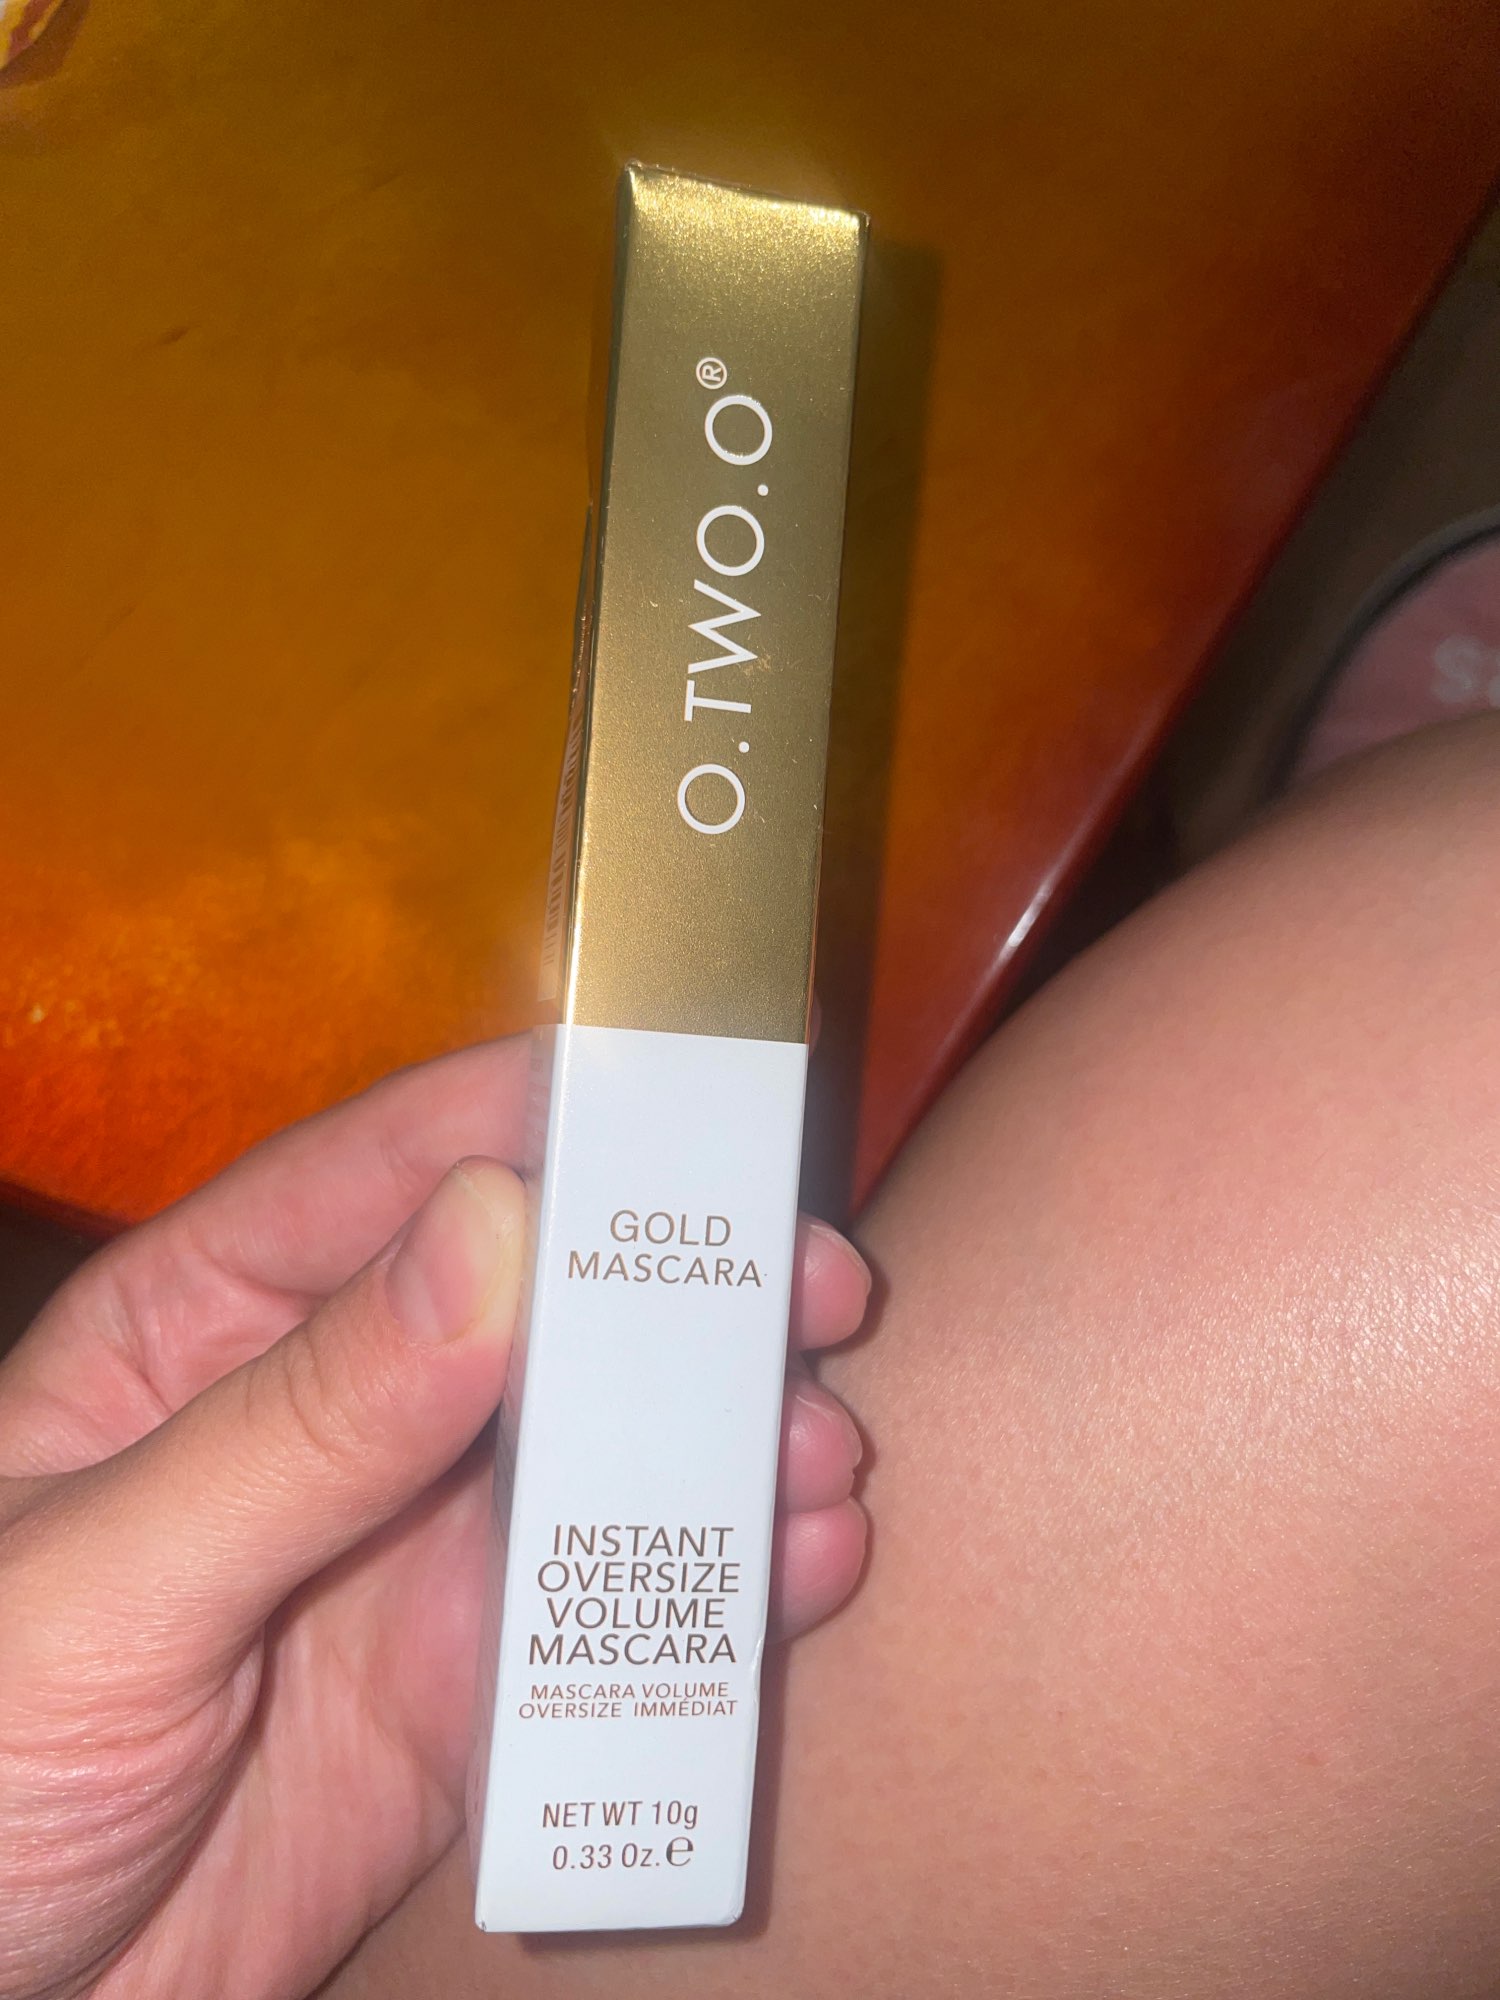 O.TWO.O®
GOLD
MASCARA
INSTANT
OVERSIZE
VOLUME
MASCARA
MASCARA VOLUME
OVERSIZE IMMÉDIAT
NET WT 10g
0.33 Oz.℮